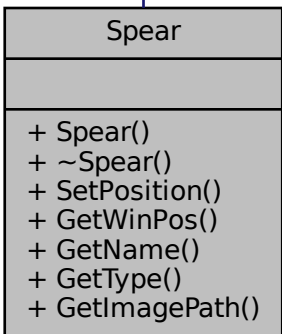 Spear
+ Spear()
+ ~Spear()
+ SetPosition()
+ GetWinPos()
+ GetName()
+ GetType()
+ GetImagePath()